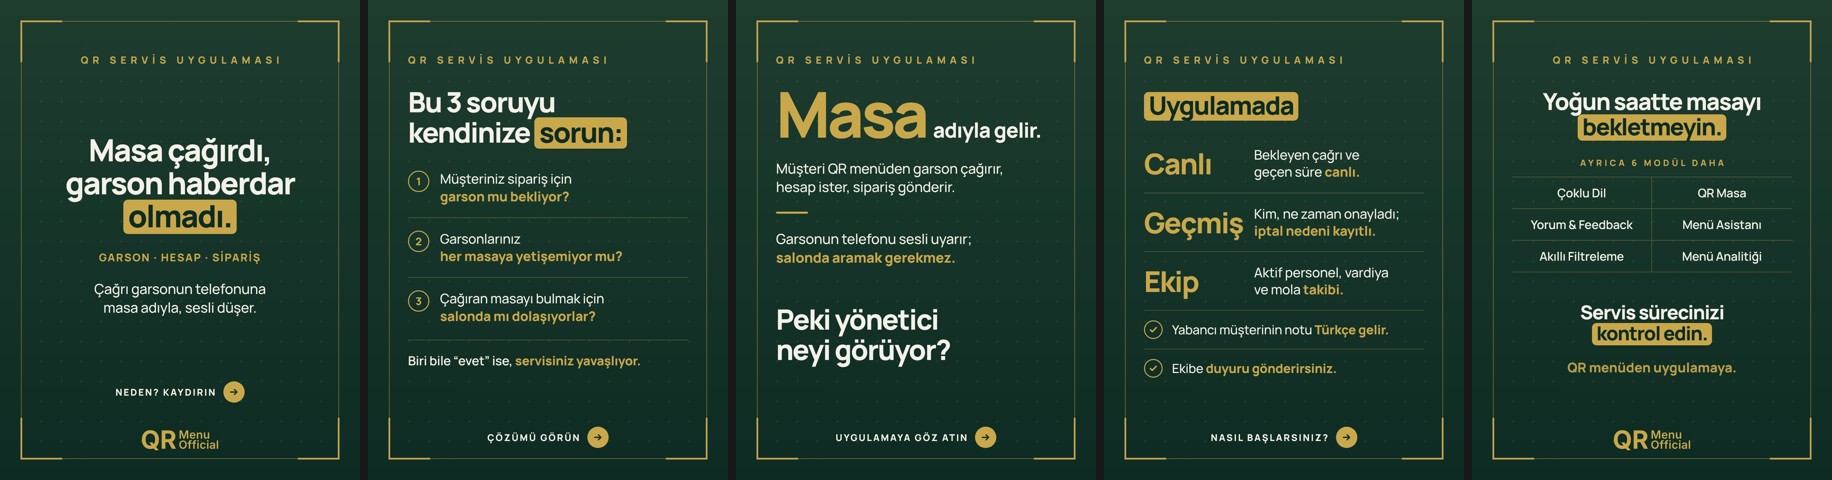 QR SERVİS UYGULAMASI
Masa çağırdı,
garson haberdar
olmadı.
GARSON · HESAP · SİPARİŞ
Çağrı garsonun telefonuna
masa adıyla, sesli düşer.
NEDEN? KAYDIRIN
QR Menu Official
QR SERVİS UYGULAMASI
Bu 3 soruyu
kendinize sorun:
1 Müşteriniz sipariş için
garson mu bekliyor?
2 Garsonlarınız
her masaya yetişemiyor mu?
3 Çağıran masayı bulmak için
salonda mı dolaşıyorlar?
Biri bile “evet” ise, servisiniz yavaşlıyor.
ÇÖZÜMÜ GÖRÜN
QR SERVİS UYGULAMASI
Masa adıyla gelir.
Müşteri QR menüden garson çağırır,
hesap ister, sipariş gönderir.
Garsonun telefonu sesli uyarır;
salonda aramak gerekmez.
Peki yönetici
neyi görüyor?
UYGULAMAYA GÖZ ATIN
QR SERVİS UYGULAMASI
Uygulamada
Canlı Bekleyen çağrı ve
geçen süre canlı.
Geçmiş Kim, ne zaman onayladı;
iptal nedeni kayıtlı.
Ekip Aktif personel, vardiya
ve mola takibi.
Yabancı müşterinin notu Türkçe gelir.
Ekibe duyuru gönderirsiniz.
NASIL BAŞLARSINIZ?
QR SERVİS UYGULAMASI
Yoğun saatte masayı
bekletmeyin.
AYRICA 6 MODÜL DAHA
Çoklu Dil QR Masa
Yorum & Feedback Menü Asistanı
Akıllı Filtreleme Menü Analitiği
Servis sürecinizi
kontrol edin.
QR menüden uygulamaya.
QR Menu Official